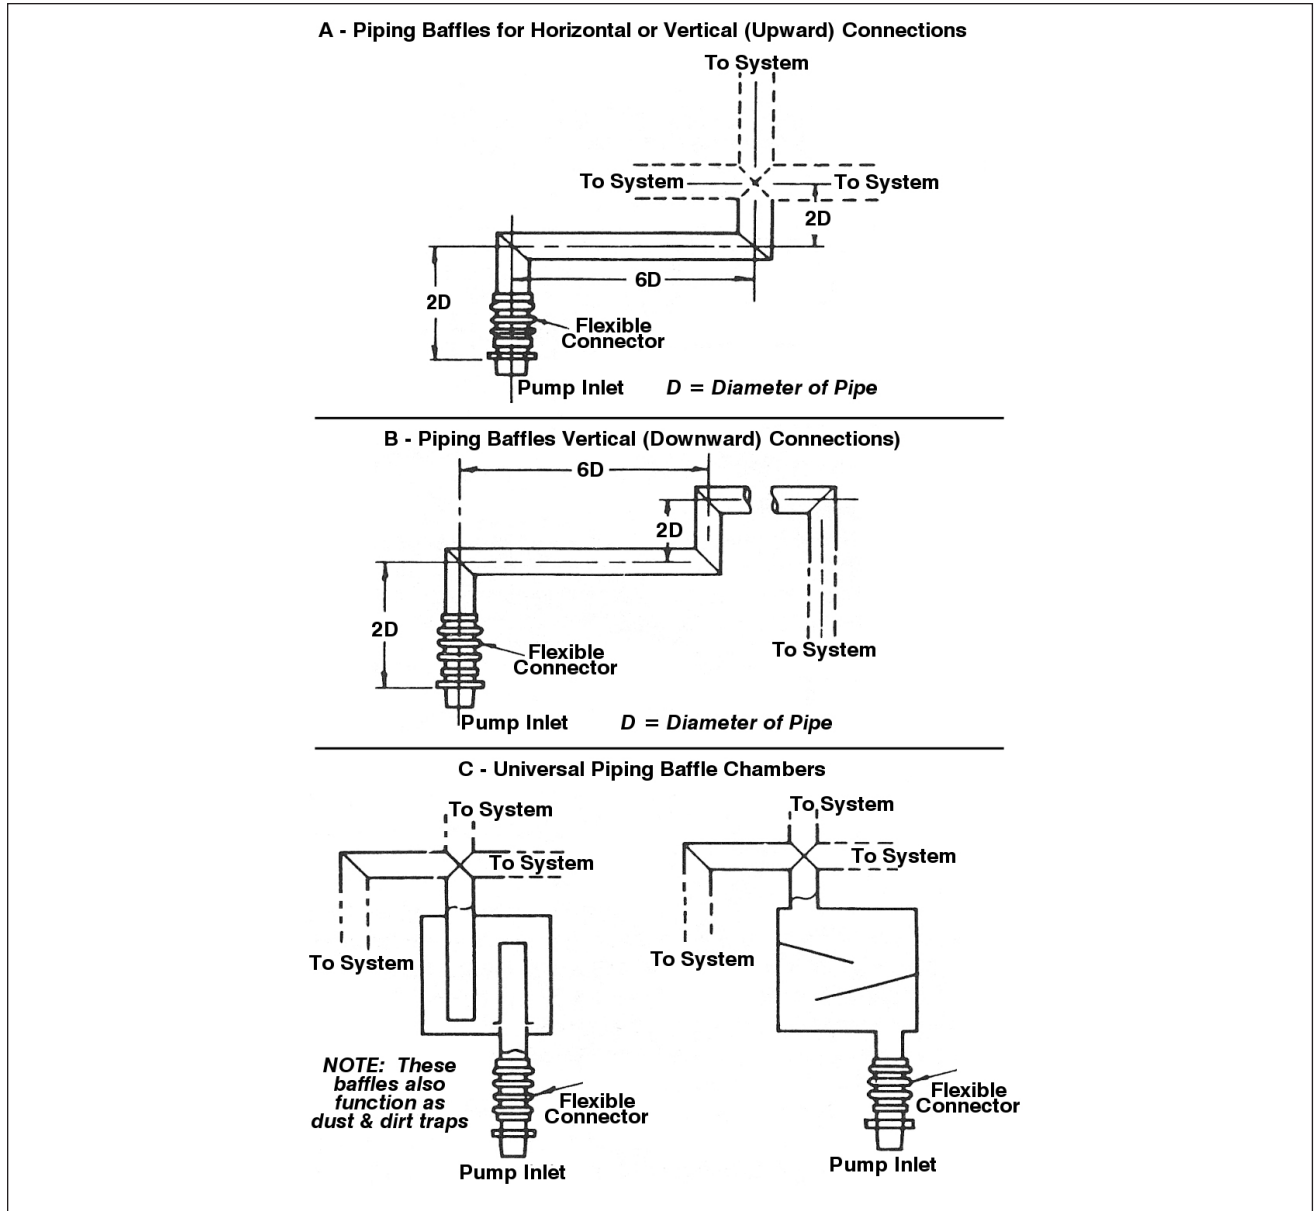 A - Piping Baffles for Horizontal or Vertical (Upward) Connections
To System
To System
To System
2D
6D
2D
Flexible
Connector
Pump Inlet
D = Diameter of Pipe
B - Piping Baffles Vertical (Downward) Connections)
6D
2D
2D
Flexible
Connector
To System
Pump Inlet
D = Diameter of Pipe
C - Universal Piping Baffle Chambers
To System
To System
To System
NOTE: These
baffles also
function as
dust & dirt traps
Flexible
Connector
Pump Inlet
To System
To System
To System
Flexible
Connector
Pump Inlet